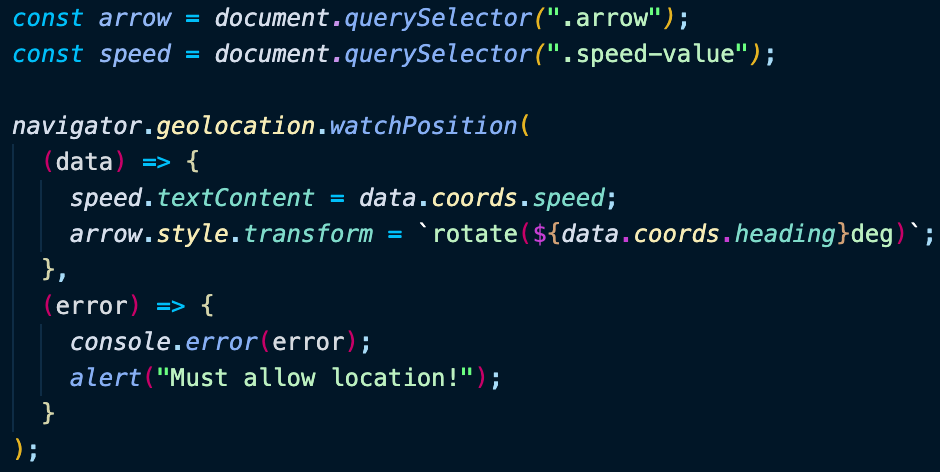 const arrow = document.querySelector(".arrow");
const speed = document.querySelector(".speed-value");

navigator.geolocation.watchPosition(
  (data) => {
    speed.textContent = data.coords.speed;
    arrow.style.transform = `rotate(${data.coords.heading}deg)`;
  },
  (error) => {
    console.error(error);
    alert("Must allow location!");
  }
);